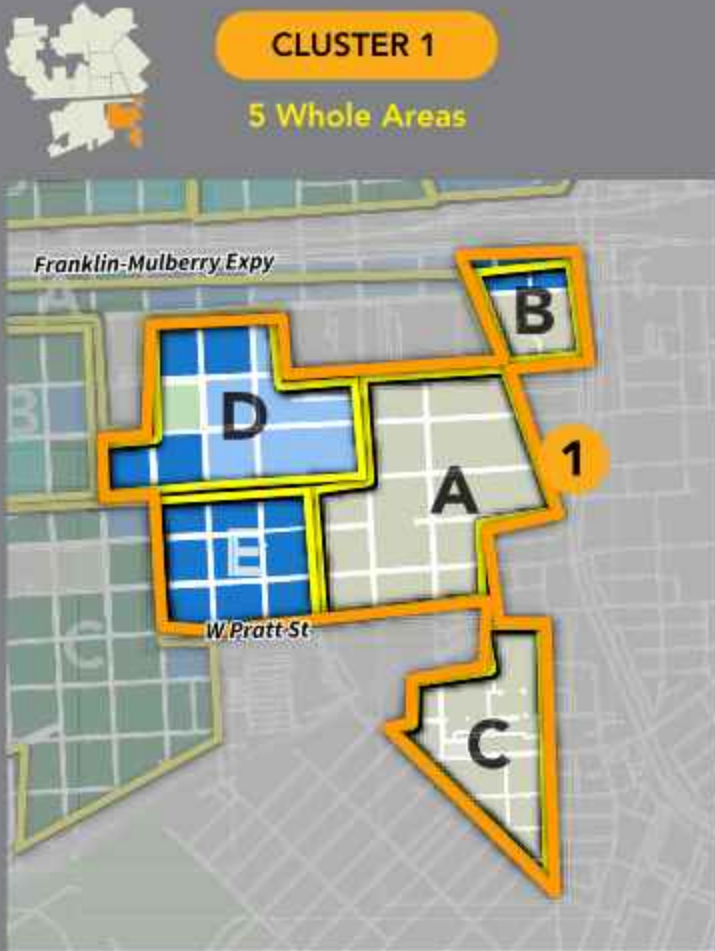 CLUSTER 1
5 Whole Areas
Franklin-Mulberry Expy
A
B
B
D
1
A
E
W Pratt St
C
C